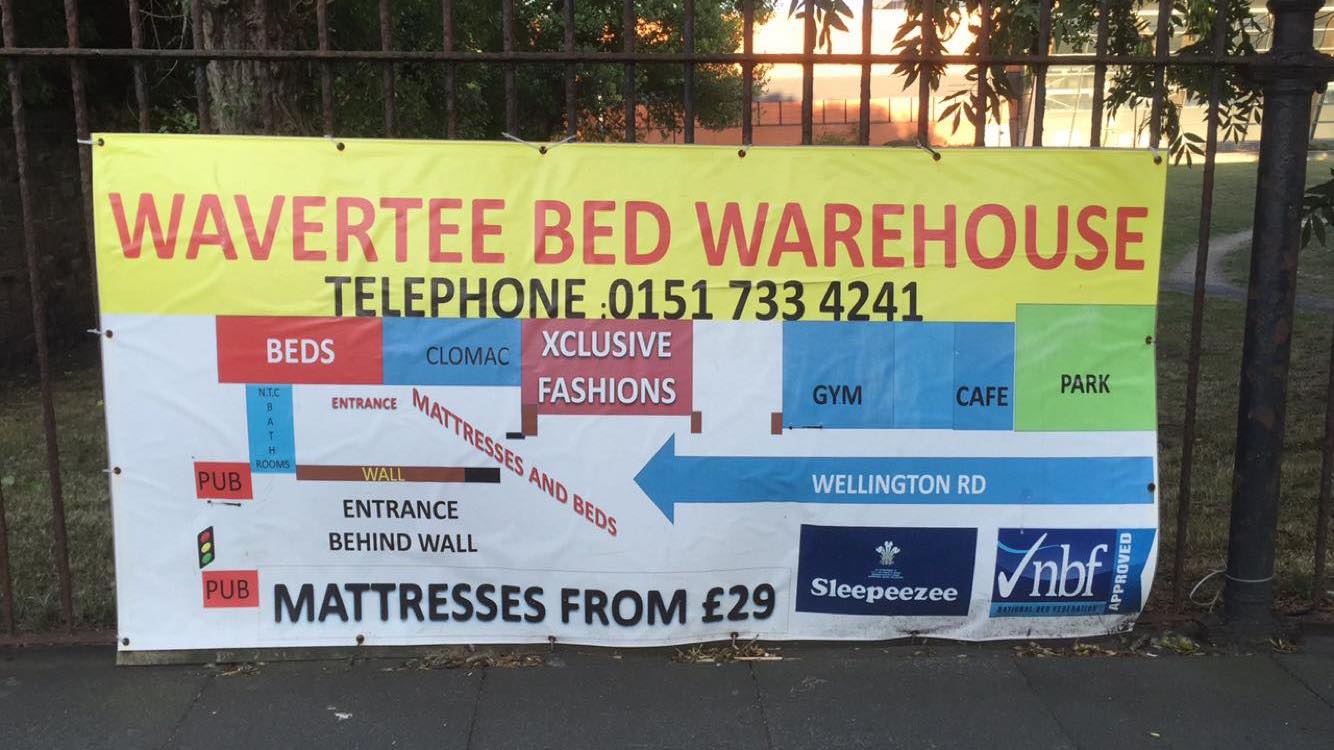 WAVERTEE BED WAREHOUSE
TELEPHONE :0151 733 4241
BEDS
CLOMAC
XCLUSIVE
FASHIONS
GYM
CAFE
PARK
N.T.C
B
A
T
H
ROOMS
ENTRANCE
MATTRESSES AND BEDS
PUB
WALL
WELLINGTON RD
ENTRANCE
BEHIND WALL
PUB
MATTRESSES FROM £29
Sleepeezee
nbf
NATIONAL BED FEDERATION
APPROVED